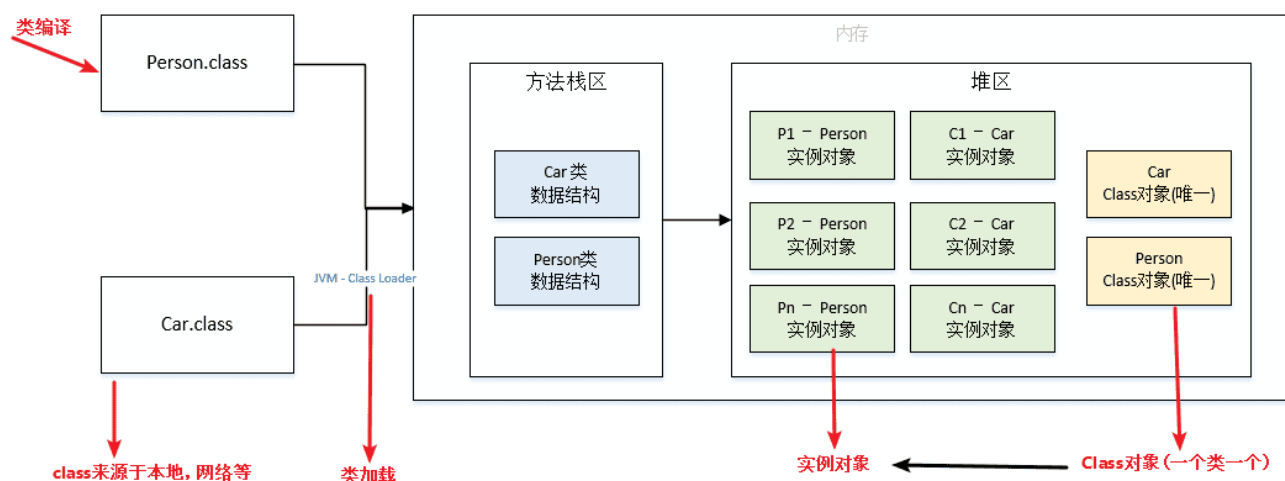 类编译
Person.class
Car.class
JVM - Class Loader
class来源于本地，网络等
类加载
内存
方法栈区
Car 类
数据结构
Person类
数据结构
堆区
P1 - Person
实例对象
C1 - Car
实例对象
P2 - Person
实例对象
C2 - Car
实例对象
Pn - Person
实例对象
Cn - Car
实例对象
Car
Class对象(唯一)
Person
Class对象(唯一)
实例对象
Class对象（一个类一个）